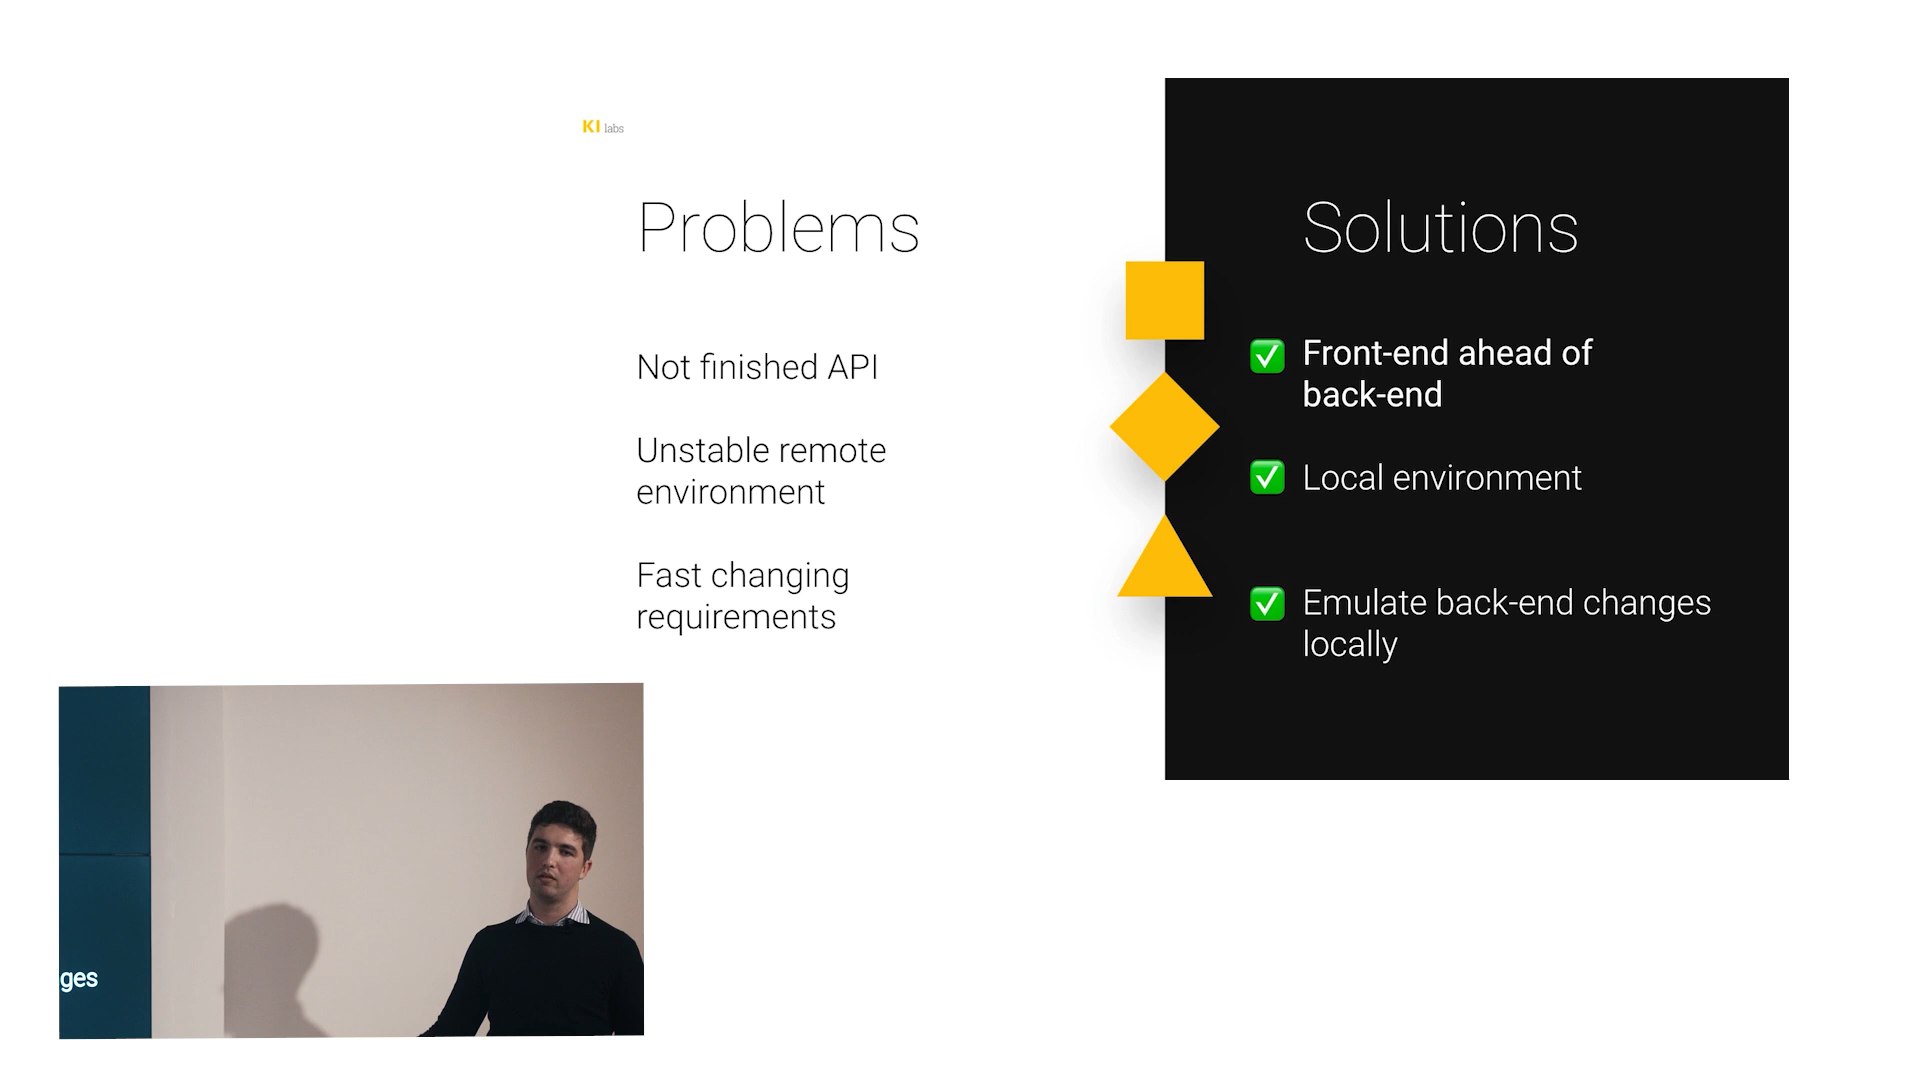 KI labs
Problems
Not finished API
Unstable remote
environment
Fast changing
requirements
Solutions
✅ Front-end ahead of
back-end
✅ Local environment
✅ Emulate back-end changes
locally
ges